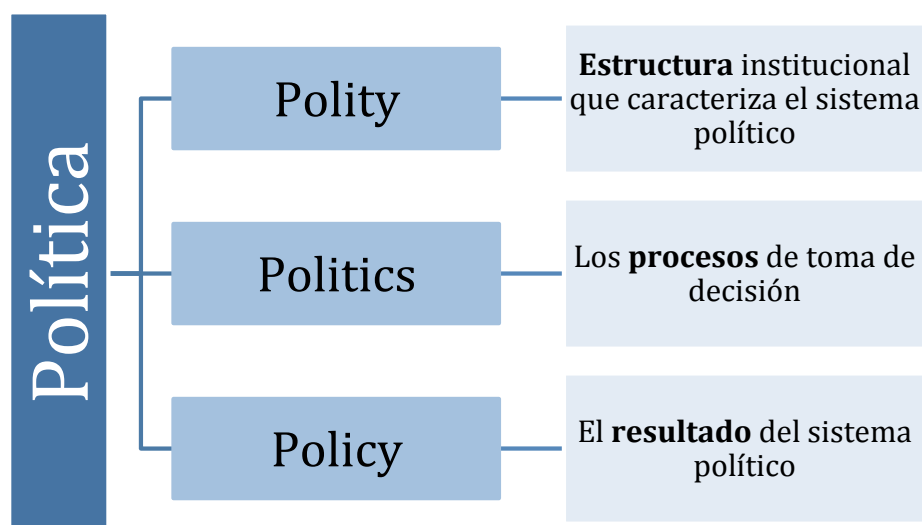 Política
Polity
Estructura institucional
que caracteriza el sistema
político
Politics
Los procesos de toma de
decisión
Policy
El resultado del sistema
político